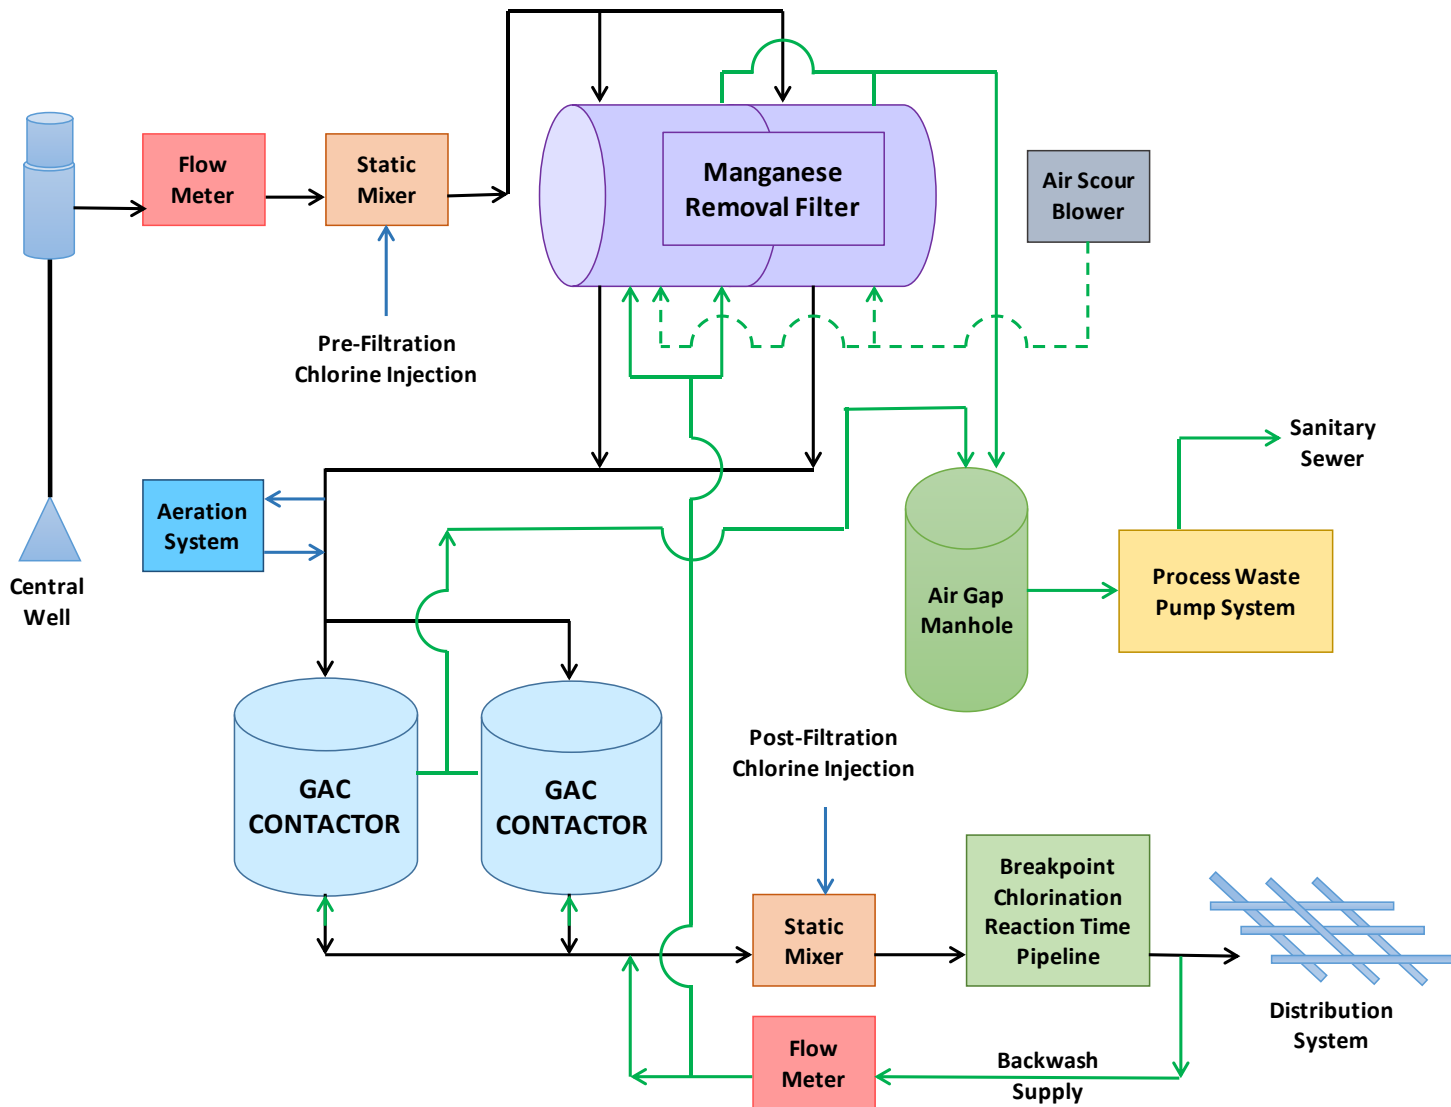 Flow
Meter
Static
Mixer
Manganese
Removal Filter
Air Scour
Blower
Pre-Filtration
Chlorine Injection
Sanitary
Sewer
Aeration
System
Central
Well
Air Gap
Manhole
Process Waste
Pump System
GAC
CONTACTOR
GAC
CONTACTOR
Post-Filtration
Chlorine Injection
Static
Mixer
Breakpoint
Chlorination
Reaction Time
Pipeline
Distribution
System
Flow
Meter
Backwash
Supply